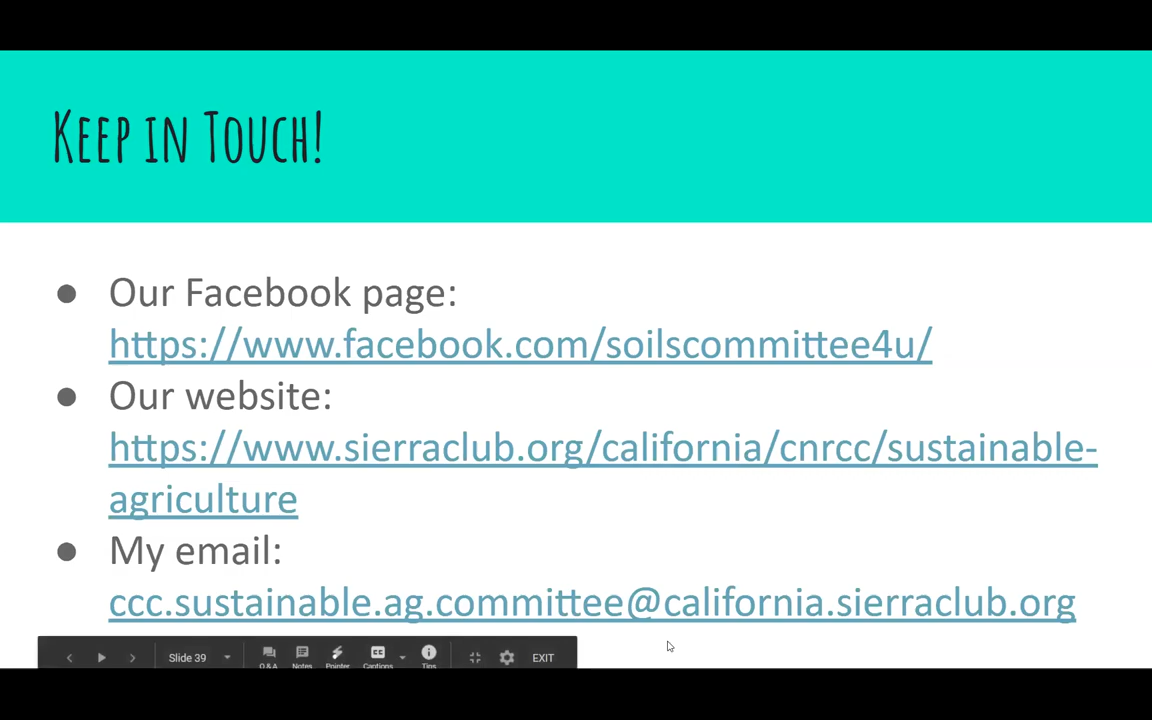 Keep in Touch!
● Our Facebook page:
https://www.facebook.com/soilscommittee4u/
● Our website:
https://www.sierraclub.org/california/cnrcc/sustainable-
agriculture
● My email:
ccc.sustainable.ag.committee@california.sierraclub.org
Slide 39 Q&A Notes Pointer CC Captions Tips EXIT